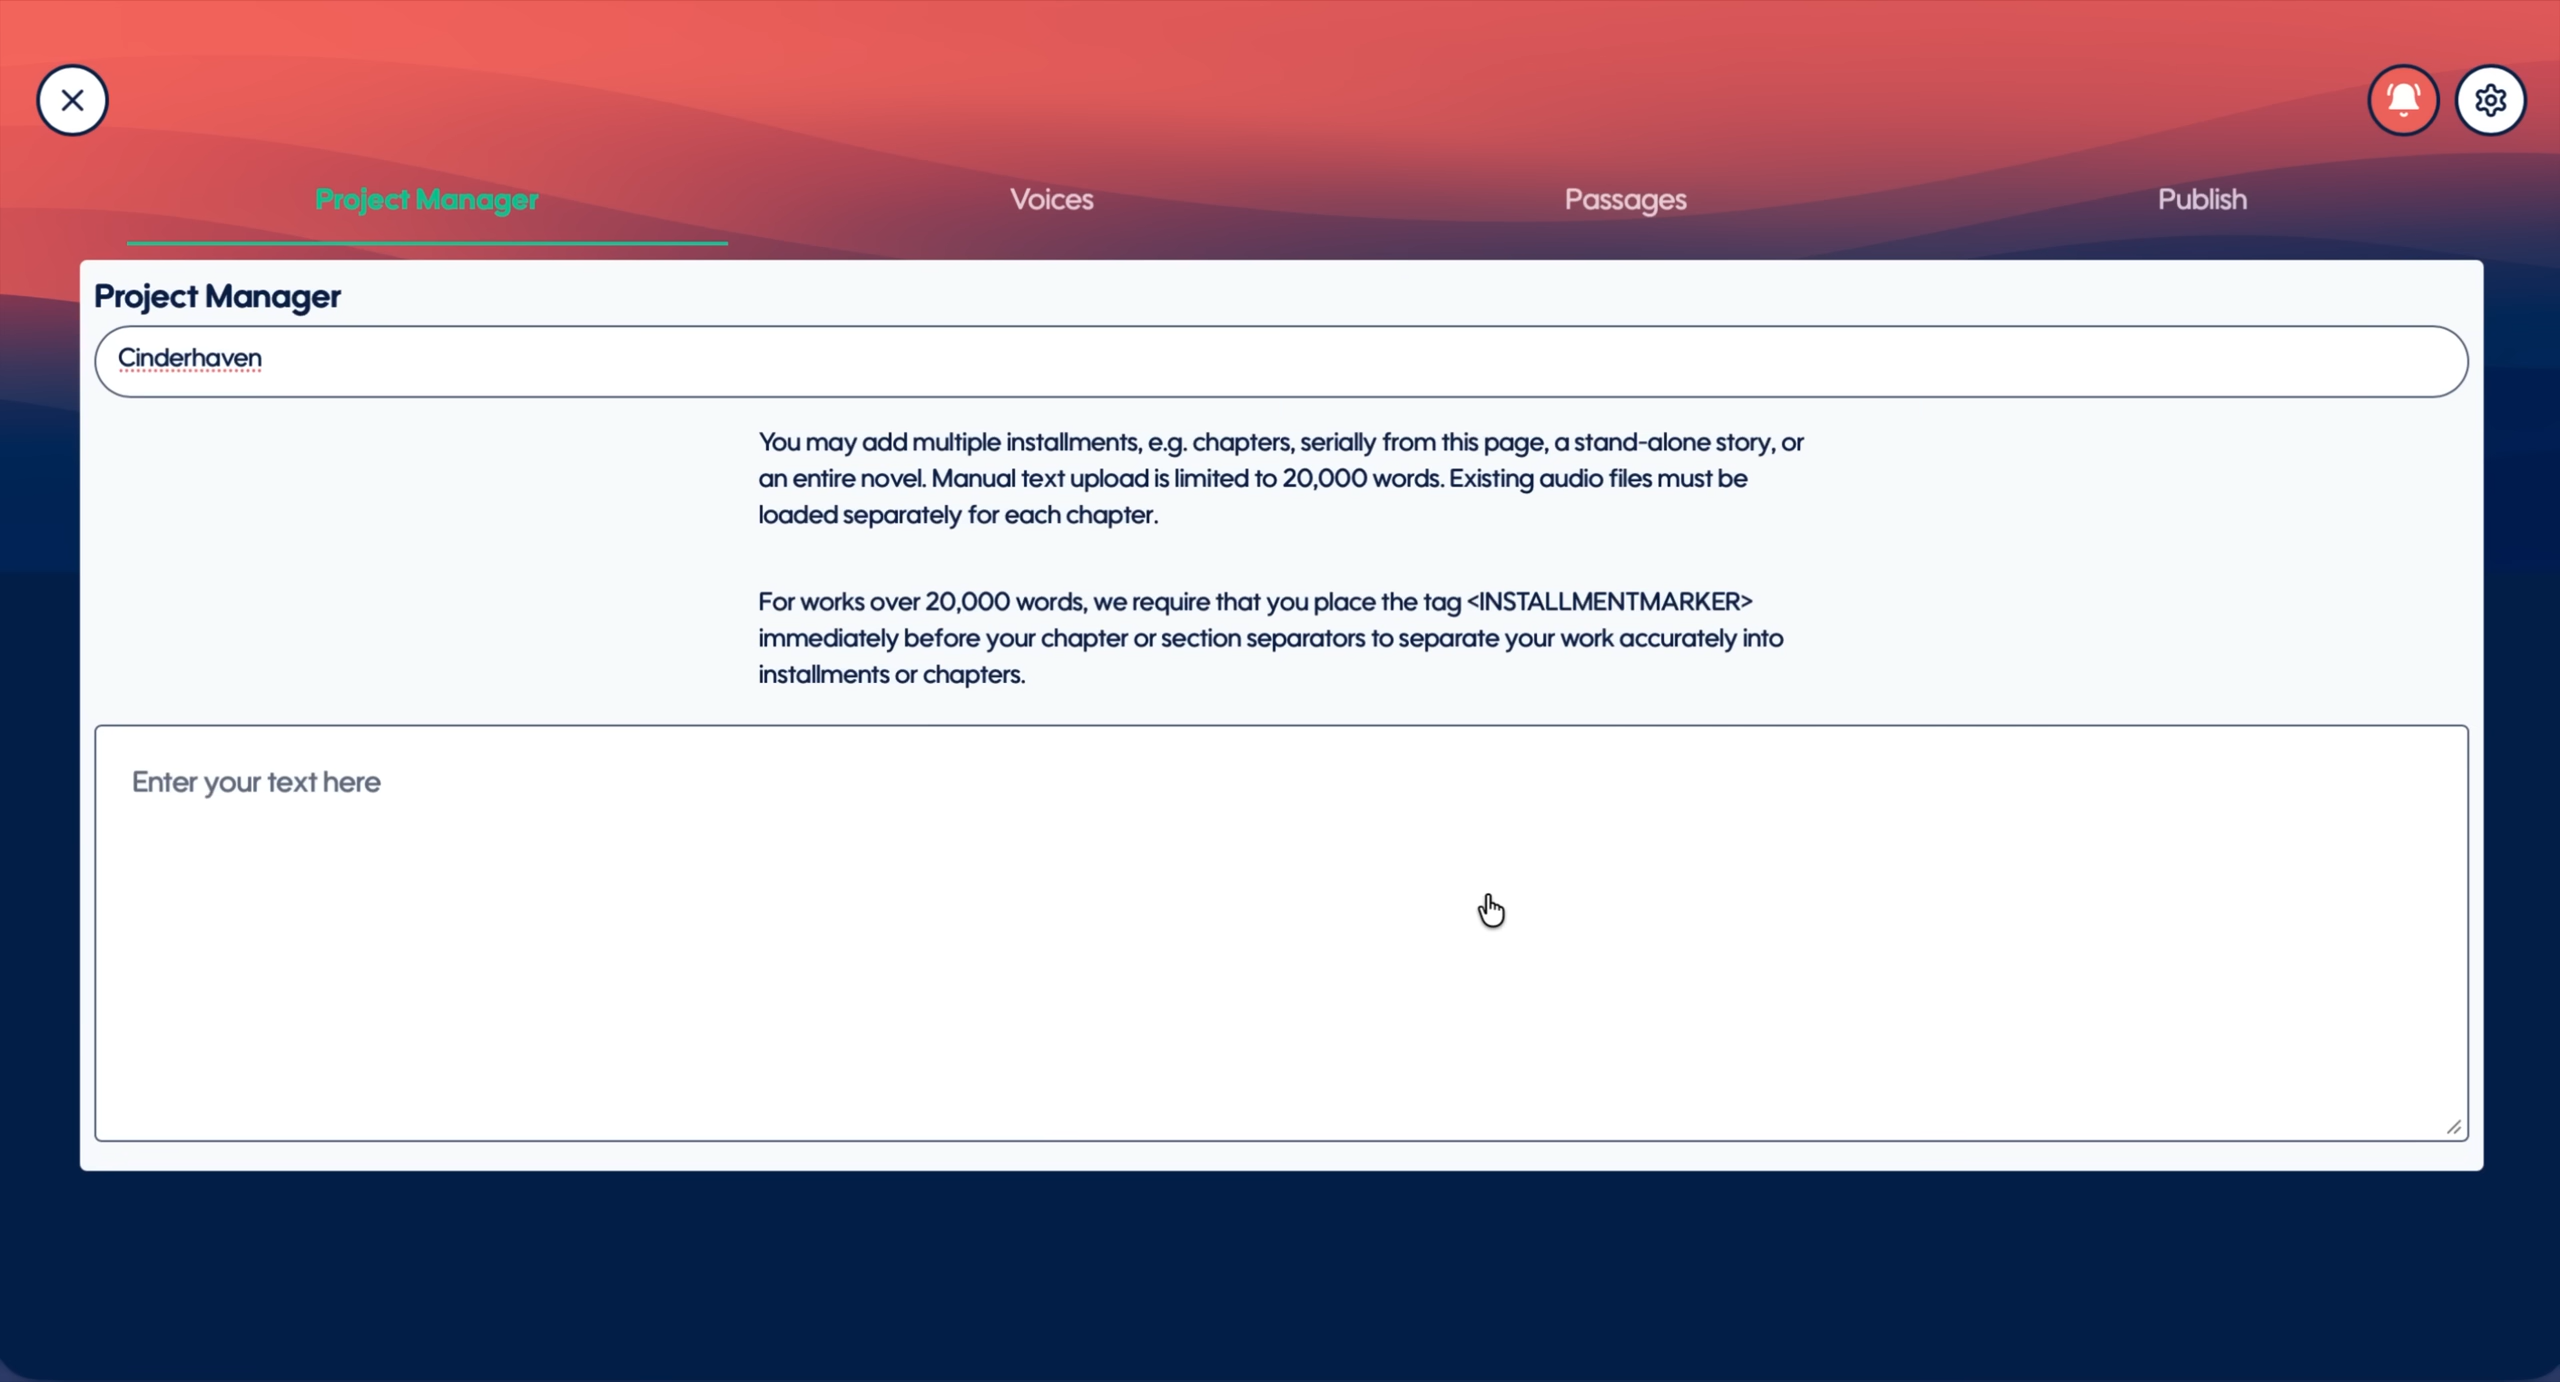 Project Manager
Voices
Passages
Publish
Project Manager
Cinderhaven
You may add multiple installments, e.g. chapters, serially from this page, a stand-alone story, or
an entire novel. Manual text upload is limited to 20,000 words. Existing audio files must be
loaded separately for each chapter.
For works over 20,000 words, we require that you place the tag <INSTALLMENTMARKER>
immediately before your chapter or section separators to separate your work accurately into
installments or chapters.
Enter your text here